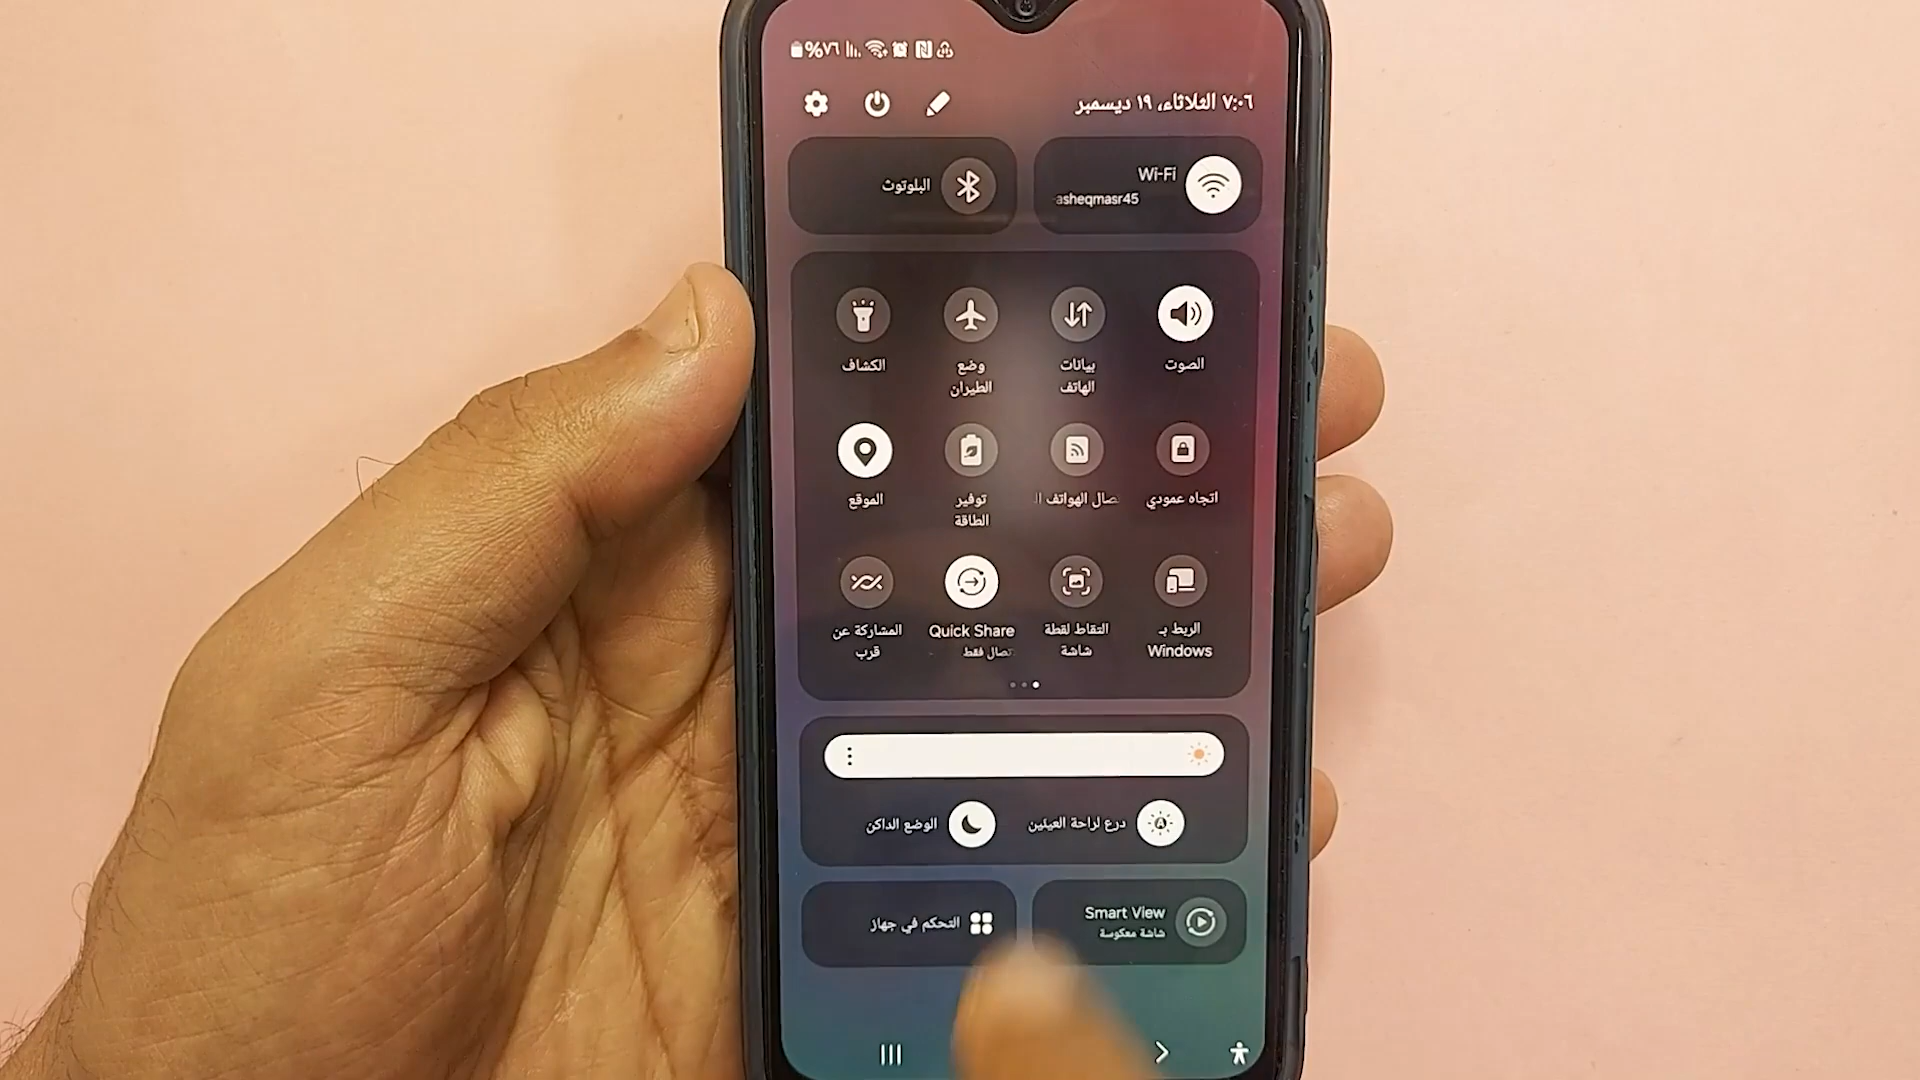 %٧٦
٧:٠٦ الثلاثاء، ١٩ ديسمبر
Wi-Fi
asheqmasr45
البلوتوث
الصوت
بيانات
الهاتف
وضع
الطيران
الكشاف
اتجاه عمودي
الهواتف
توفير
الطاقة
الموقع
الربط بـ
Windows
التقاط لقطة
شاشة
Quick Share
فقط
المشاركة عن
قرب
درع لراحة العينين
الوضع الداكن
Smart View
شاشة معكوسة
التحكم في جهاز